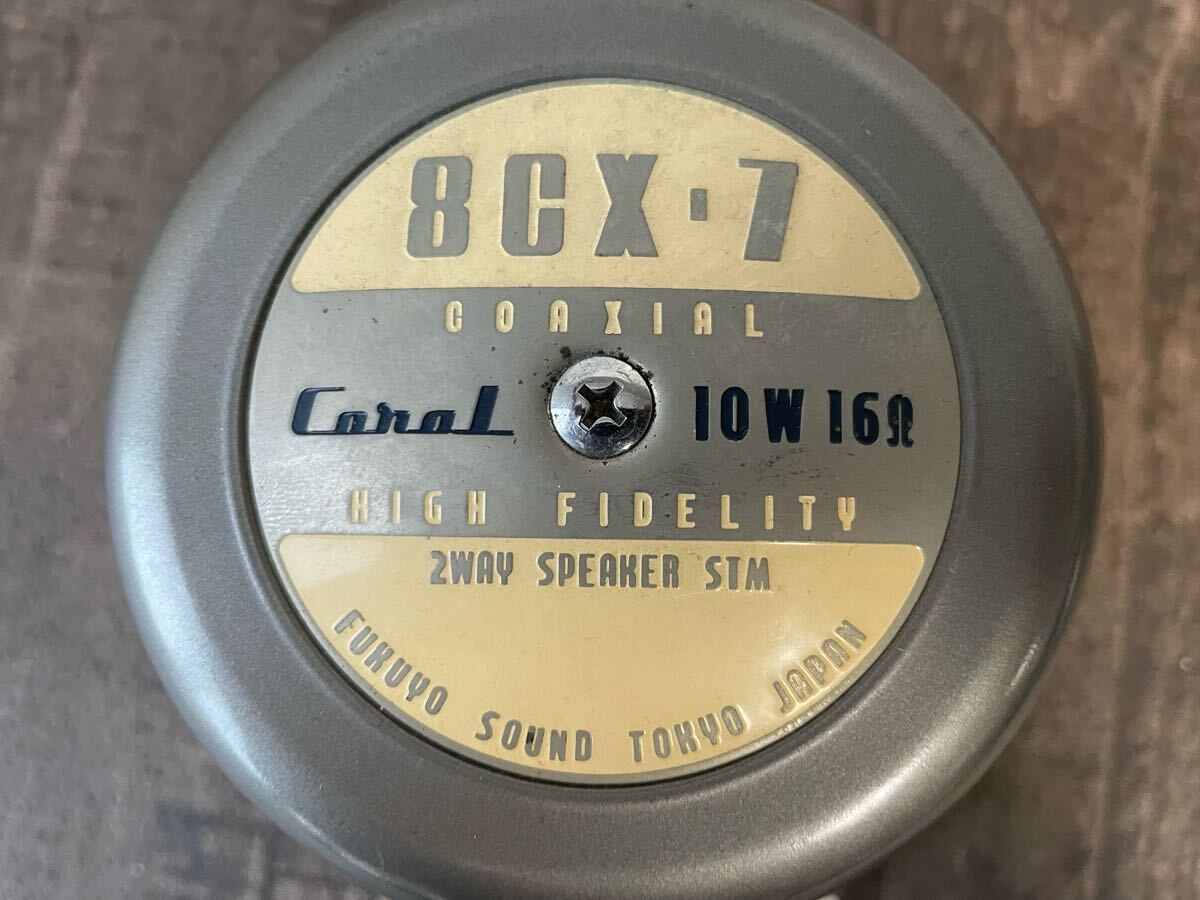 8CX-7
COAXIAL
Coral 10W 16Ω
HIGH FIDELITY
2WAY SPEAKER STM
FUKUYO SOUND TOKYO JAPAN